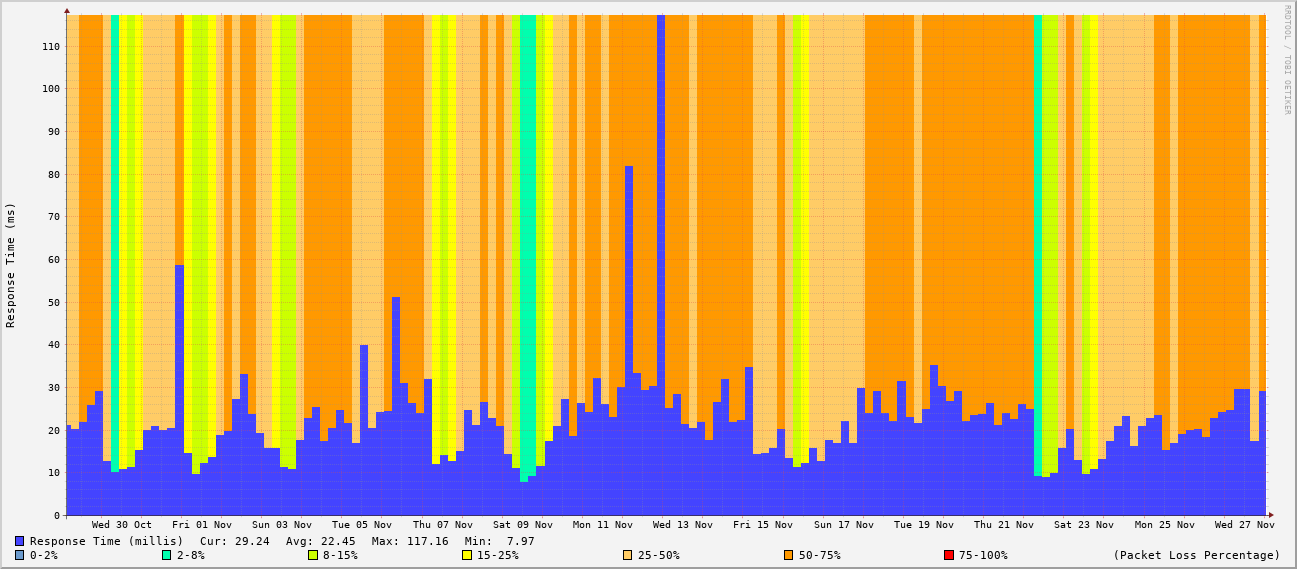 RRDTOOL / TOBI OETIKER
Response Time (ms)
110
100
90
80
70
60
50
40
30
20
10
0
Wed 30 Oct Fri 01 Nov Sun 03 Nov Tue 05 Nov Thu 07 Nov Sat 09 Nov Mon 11 Nov Wed 13 Nov Fri 15 Nov Sun 17 Nov Tue 19 Nov Thu 21 Nov Sat 23 Nov Mon 25 Nov Wed 27 Nov
Response Time (millis) Cur: 29.24 Avg: 22.45 Max: 117.16 Min: 7.97
0-2% 2-8% 8-15% 15-25% 25-50% 50-75% 75-100% (Packet Loss Percentage)